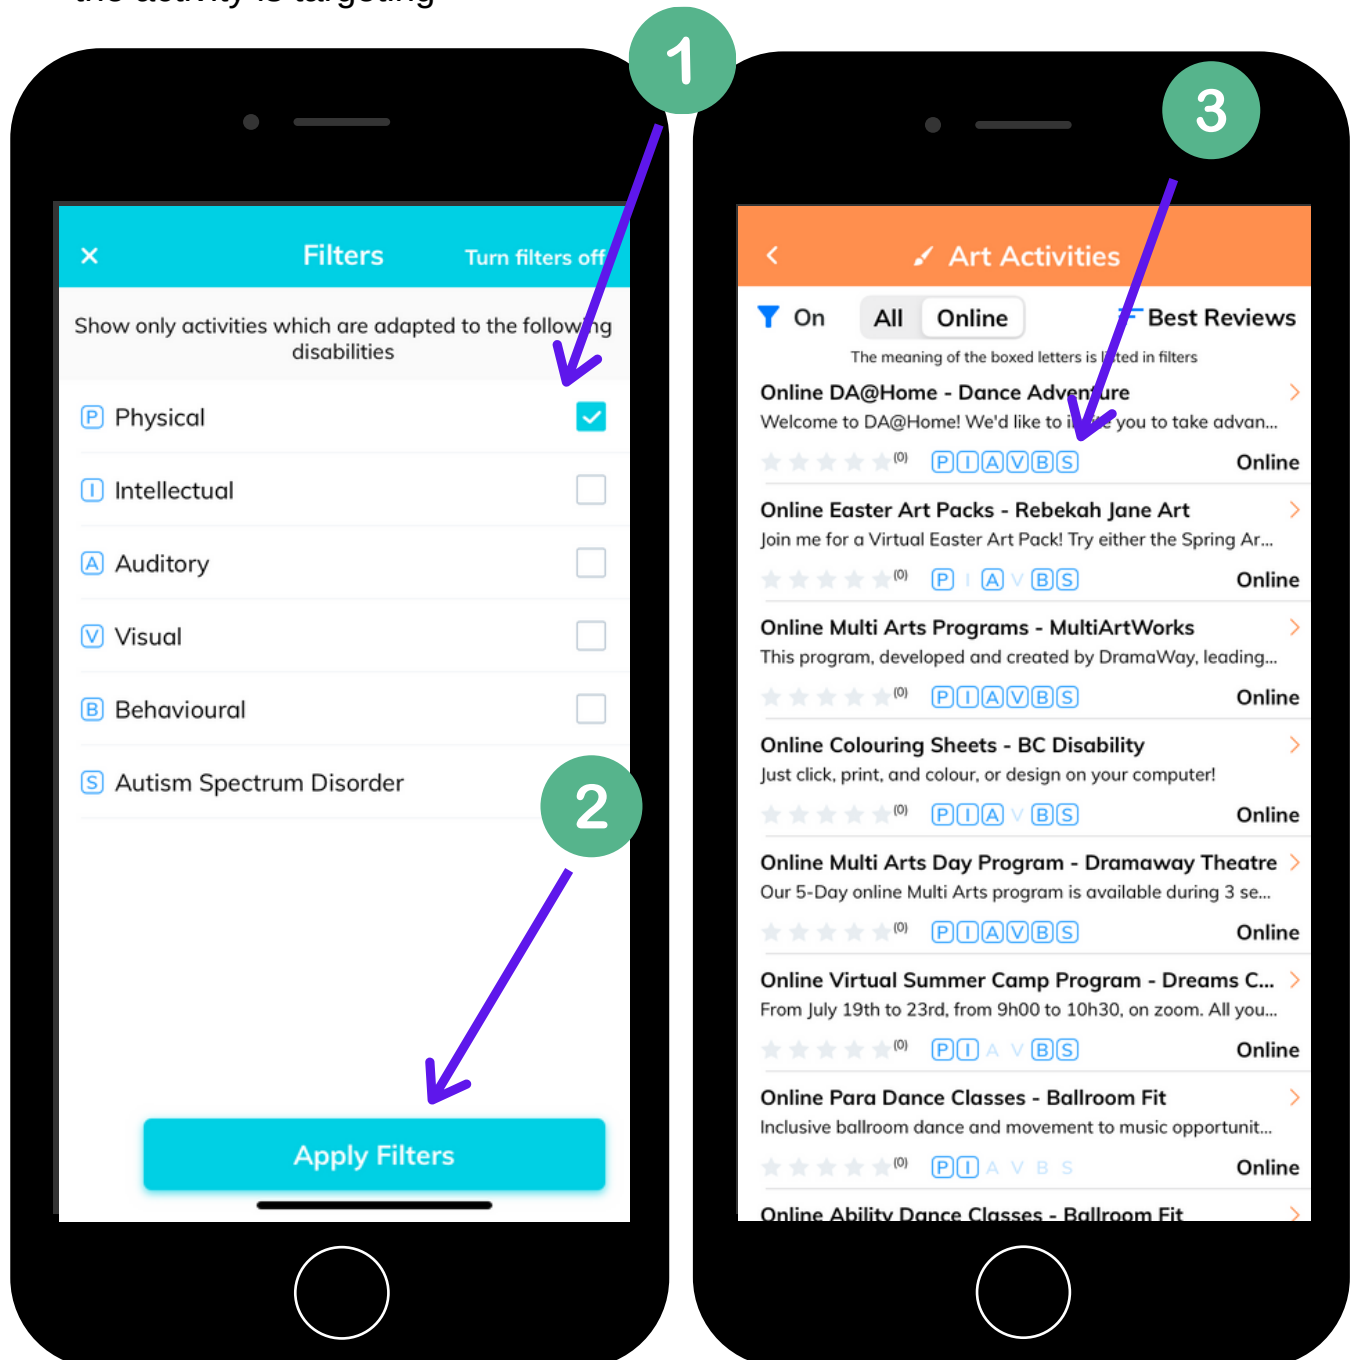 the activity is targeting
1
3
Filters
Turn filters off
Show only activities which are adapted to the following
disabilities
P Physical
I Intellectual
A Auditory
V Visual
B Behavioural
S Autism Spectrum Disorder
2
Apply Filters
Art Activities
On All Online Best Reviews
The meaning of the boxed letters is listed in filters
Online DA@Home - Dance Adventure
Welcome to DA@Home! We'd like to invite you to take advan...
(0) P I A V B S Online
Online Easter Art Packs - Rebekah Jane Art
Join me for a Virtual Easter Art Pack! Try either the Spring Ar...
(0) P I A V B S Online
Online Multi Arts Programs - MultiArtWorks
This program, developed and created by DramaWay, leading...
(0) P I A V B S Online
Online Colouring Sheets - BC Disability
Just click, print, and colour, or design on your computer!
(0) P I A V B S Online
Online Multi Arts Day Program - Dramaway Theatre
Our 5-Day online Multi Arts program is available during 3 se...
(0) P I A V B S Online
Online Virtual Summer Camp Program - Dreams C...
From July 19th to 23rd, from 9h00 to 10h30, on zoom. All you...
(0) P I A V B S Online
Online Para Dance Classes - Ballroom Fit
Inclusive ballroom dance and movement to music opportunit...
(0) P I A V B S Online
Online Ability Dance Classes - Ballroom Fit